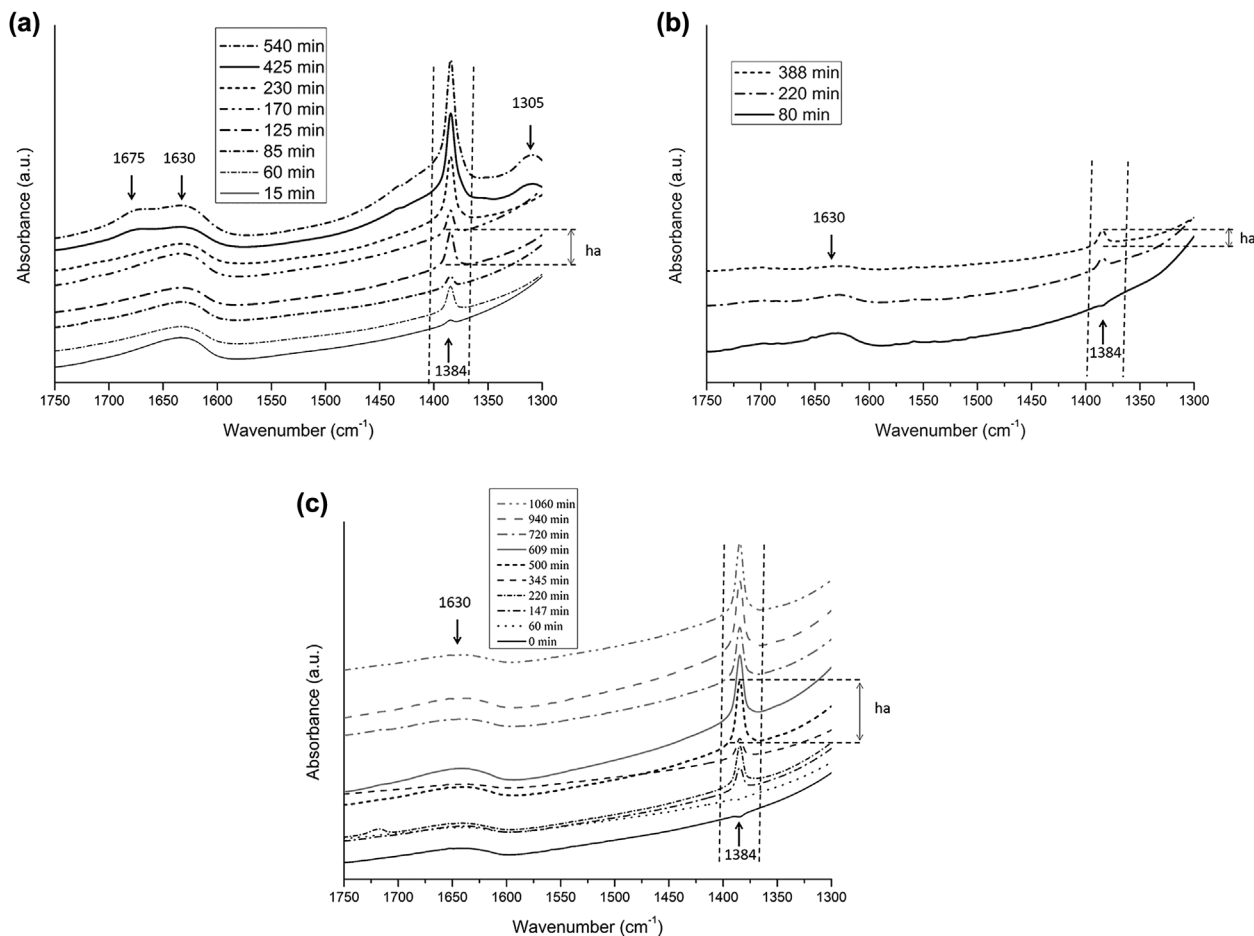 (a)
540 min
425 min
230 min
170 min
125 min
85 min
60 min
15 min
1675
1630
1305
ha
1384
Absorbance (a.u.)
1750 1700 1650 1600 1550 1500 1450 1400 1350 1300
Wavenumber (cm⁻¹)
(b)
388 min
220 min
80 min
1630
ha
1384
Absorbance (a.u.)
1750 1700 1650 1600 1550 1500 1450 1400 1350 1300
Wavenumber (cm⁻¹)
(c)
1060 min
940 min
720 min
609 min
500 min
345 min
220 min
147 min
60 min
0 min
1630
ha
1384
Absorbance (a.u.)
1750 1700 1650 1600 1550 1500 1450 1400 1350 1300
Wavenumber (cm⁻¹)